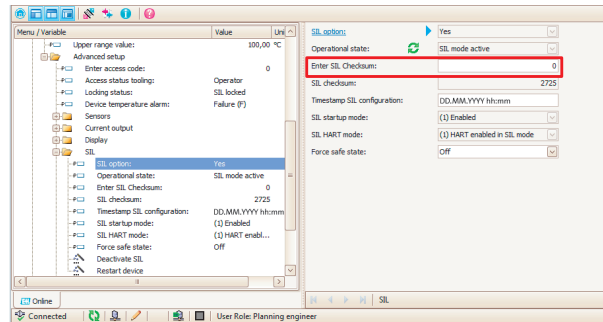 Menu / Variable Value Uni
Upper range value: 100,00 °C
Advanced setup
Enter access code: 0
Access status tooling: Operator
Locking status: SIL locked
Device temperature alarm: Failure (F)
Sensors
Current output
Display
SIL
SIL option: Yes
Operational state: SIL mode active
Enter SIL Checksum: 0
SIL checksum: 2725
Timestamp SIL configuration: DD.MM.YYYY hh:mm
SIL startup mode: (1) Enabled
SIL HART mode: (1) HART enabl...
Force safe state: Off
Deactivate SIL
Restart device
Online
SIL option: Yes
Operational state: SIL mode active
Enter SIL Checksum: 0
SIL checksum: 2725
Timestamp SIL configuration: DD.MM.YYYY hh:mm
SIL startup mode: (1) Enabled
SIL HART mode: (1) HART enabled in SIL mode
Force safe state: Off
SIL
Connected User Role: Planning engineer